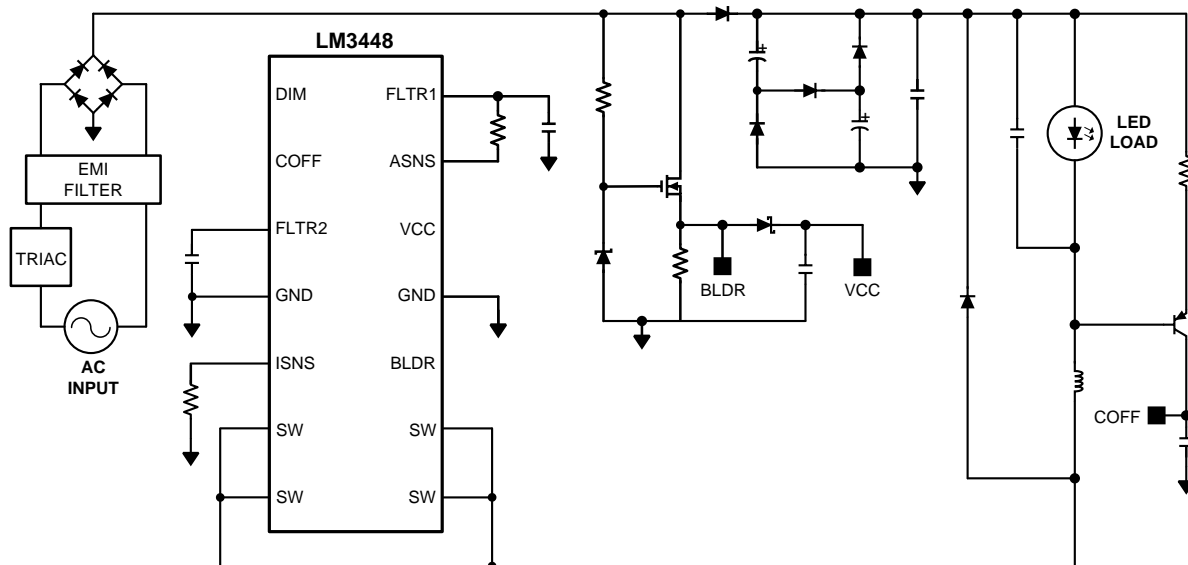 LM3448
DIM
FLTR1
COFF
ASNS
EMI
FILTER
LED
LOAD
FLTR2
VCC
TRIAC
BLDR
VCC
GND
GND
AC
INPUT
ISNS
BLDR
COFF
SW
SW
SW
SW
+
+